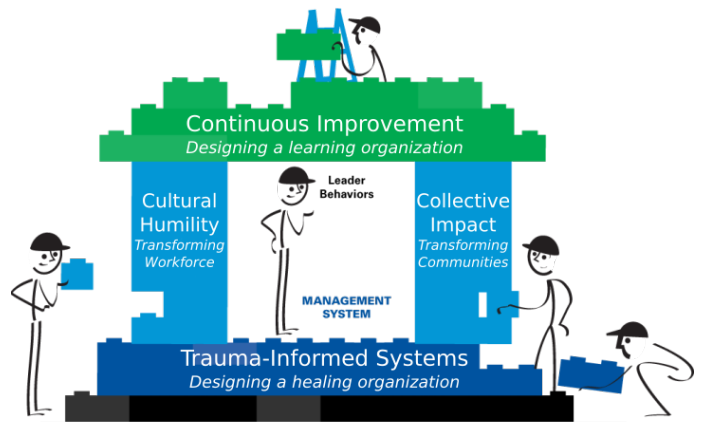 Continuous Improvement
Designing a learning organization
Leader
Behaviors
Cultural
Humility
Transforming
Workforce
Collective
Impact
Transforming
Communities
MANAGEMENT
SYSTEM
Trauma-Informed Systems
Designing a healing organization